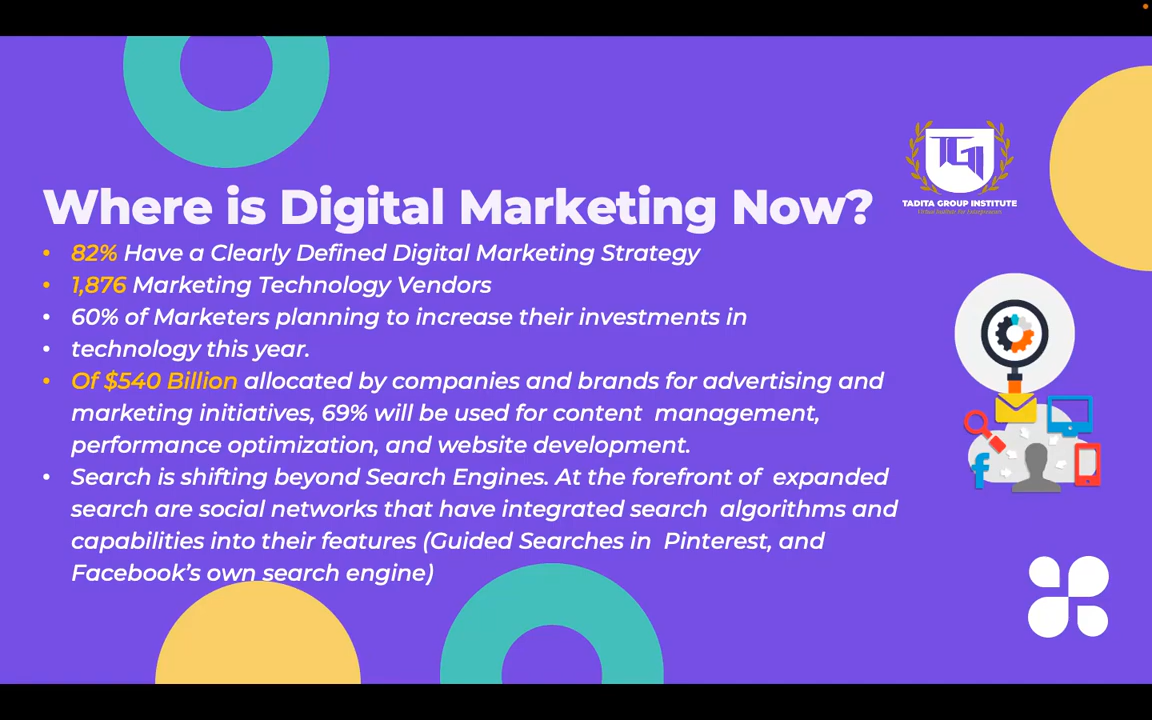 Where is Digital Marketing Now?
• 82% Have a Clearly Defined Digital Marketing Strategy
• 1,876 Marketing Technology Vendors
• 60% of Marketers planning to increase their investments in
• technology this year.
• Of $540 Billion allocated by companies and brands for advertising and
marketing initiatives, 69% will be used for content management,
performance optimization, and website development.
• Search is shifting beyond Search Engines. At the forefront of expanded
search are social networks that have integrated search algorithms and
capabilities into their features (Guided Searches in Pinterest, and
Facebook's own search engine)
TGI
TADITA GROUP INSTITUTE